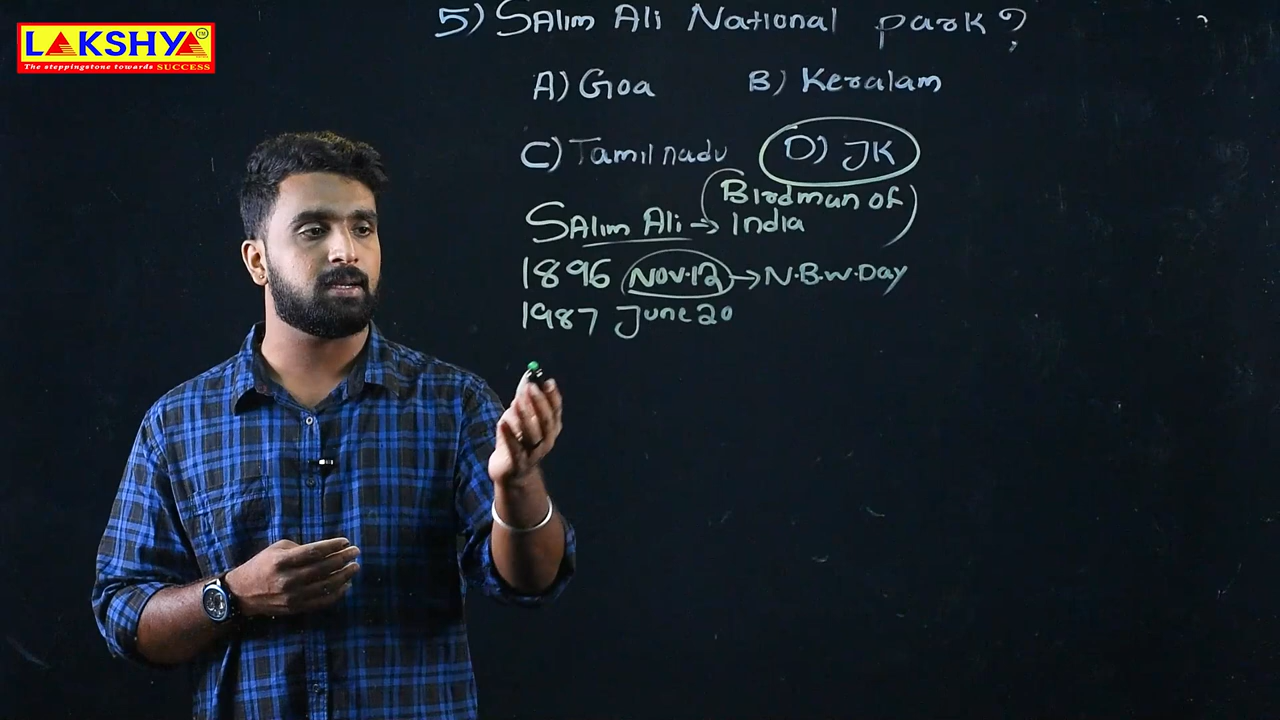 LAKSHYA TM
The steppingstone towards SUCCESS
5) SAlim Ali National park?
A) Goa B) Keralam
C) Tamilnadu D) JK
SAlim Ali → Birdman of India
1896 Nov.12 → N.B.W.Day
1987 June 20